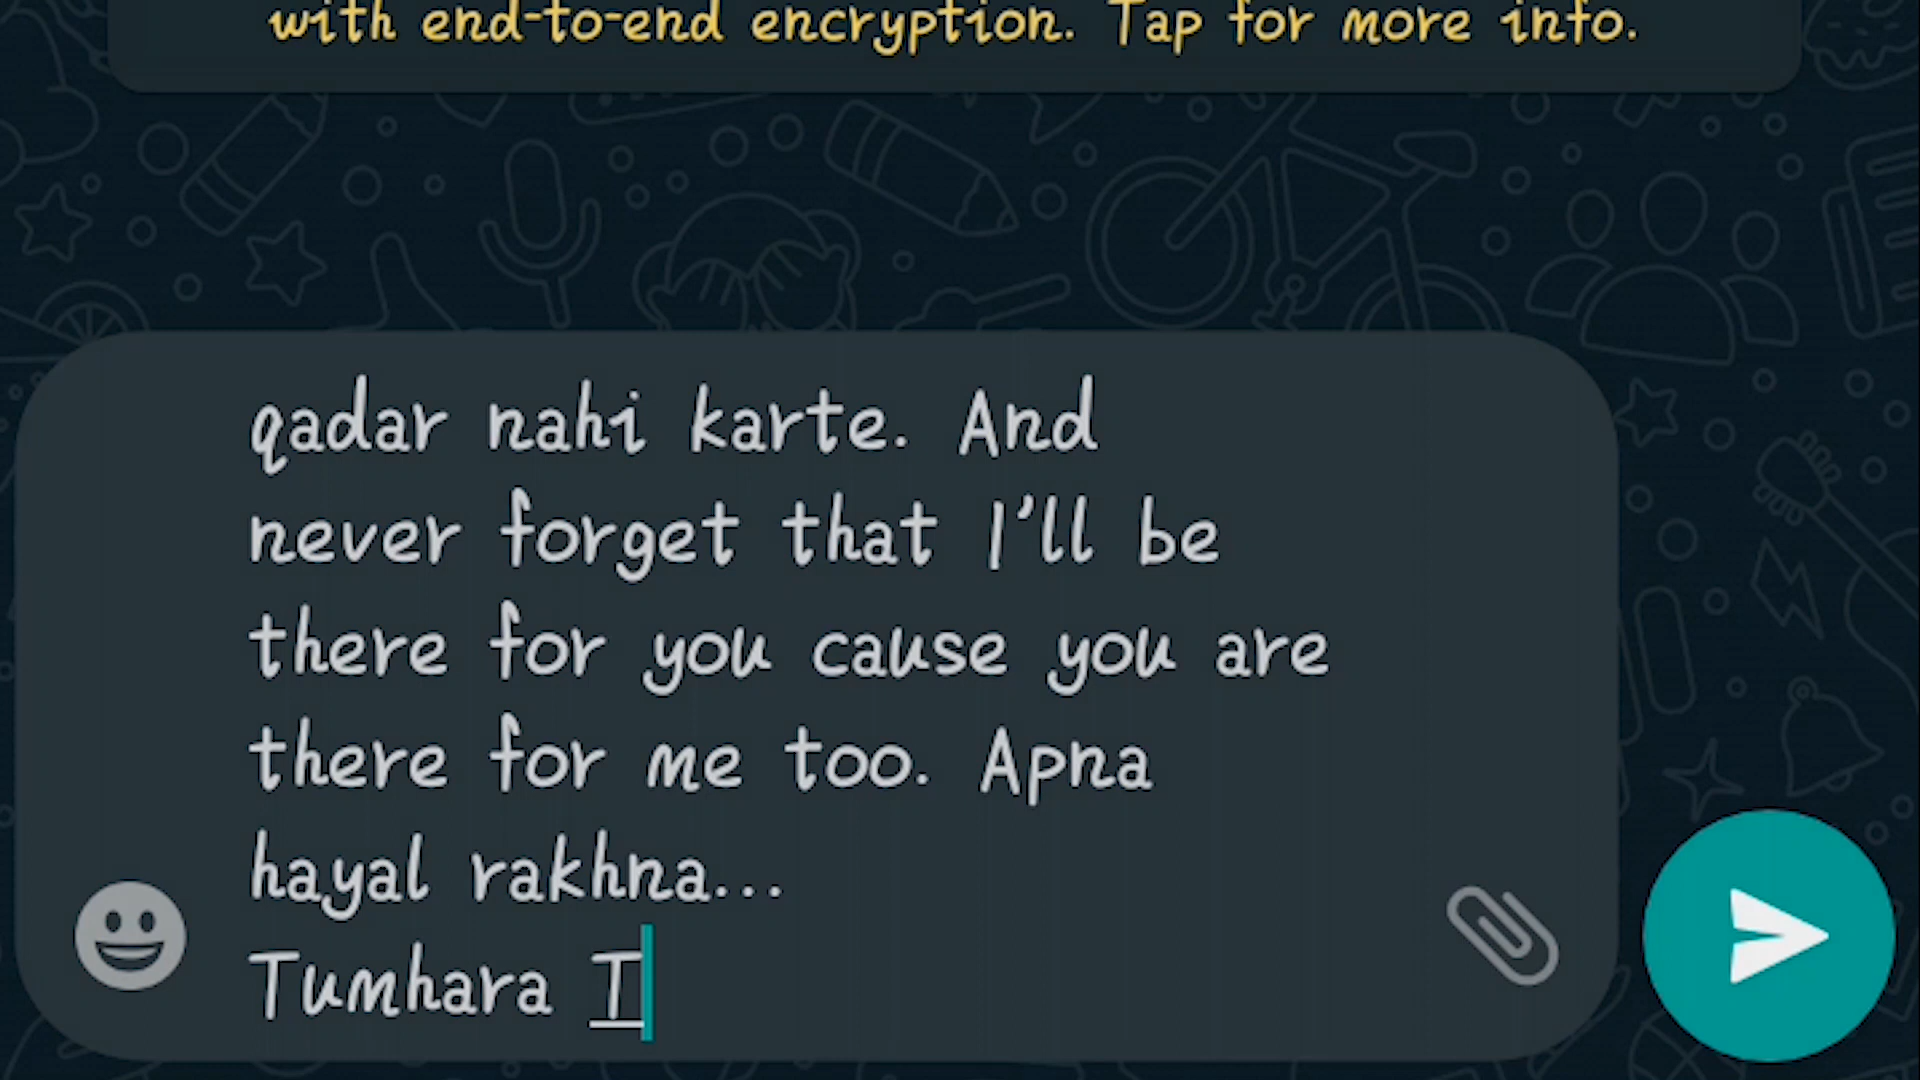 with end-to-end encryption. Tap for more info.
qadar nahi karte. And
never forget that I'll be
there for you cause you are
there for me too. Apna
hayal rakhna...
Tumhara T